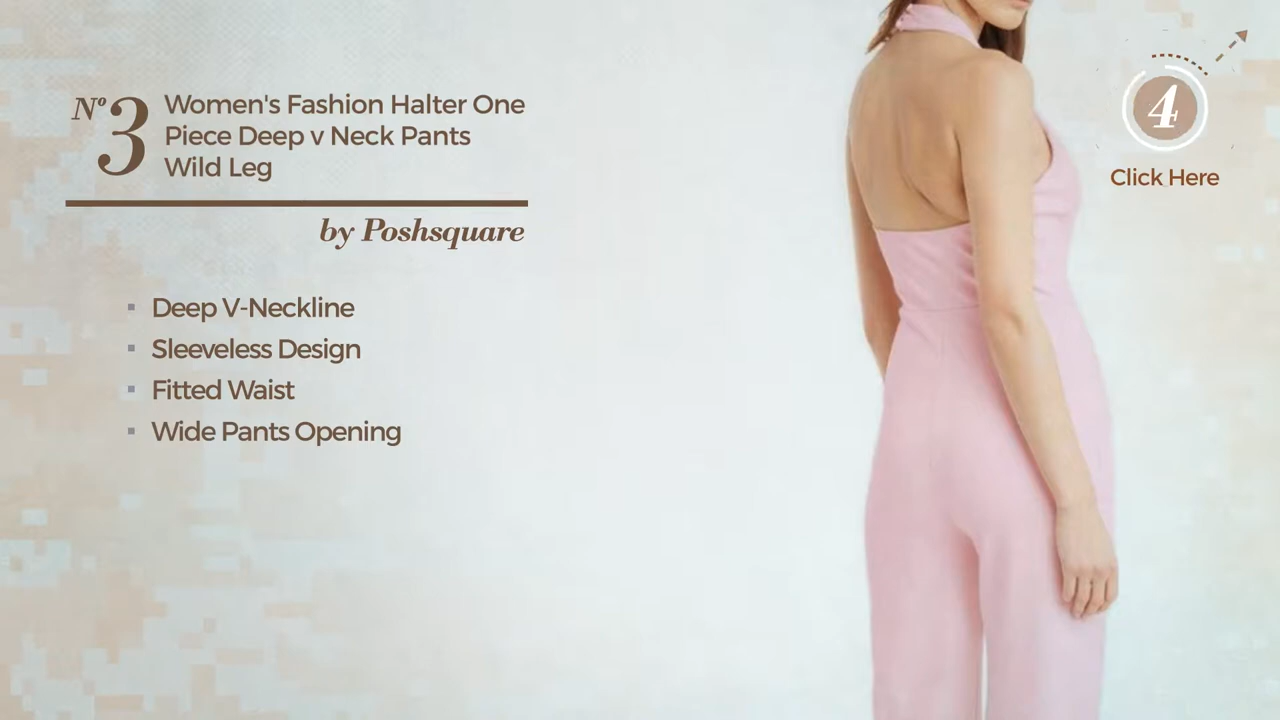 Nº3
Women's Fashion Halter One
Piece Deep v Neck Pants
Wild Leg
by Poshsquare
Deep V-Neckline
Sleeveless Design
Fitted Waist
Wide Pants Opening
4
Click Here